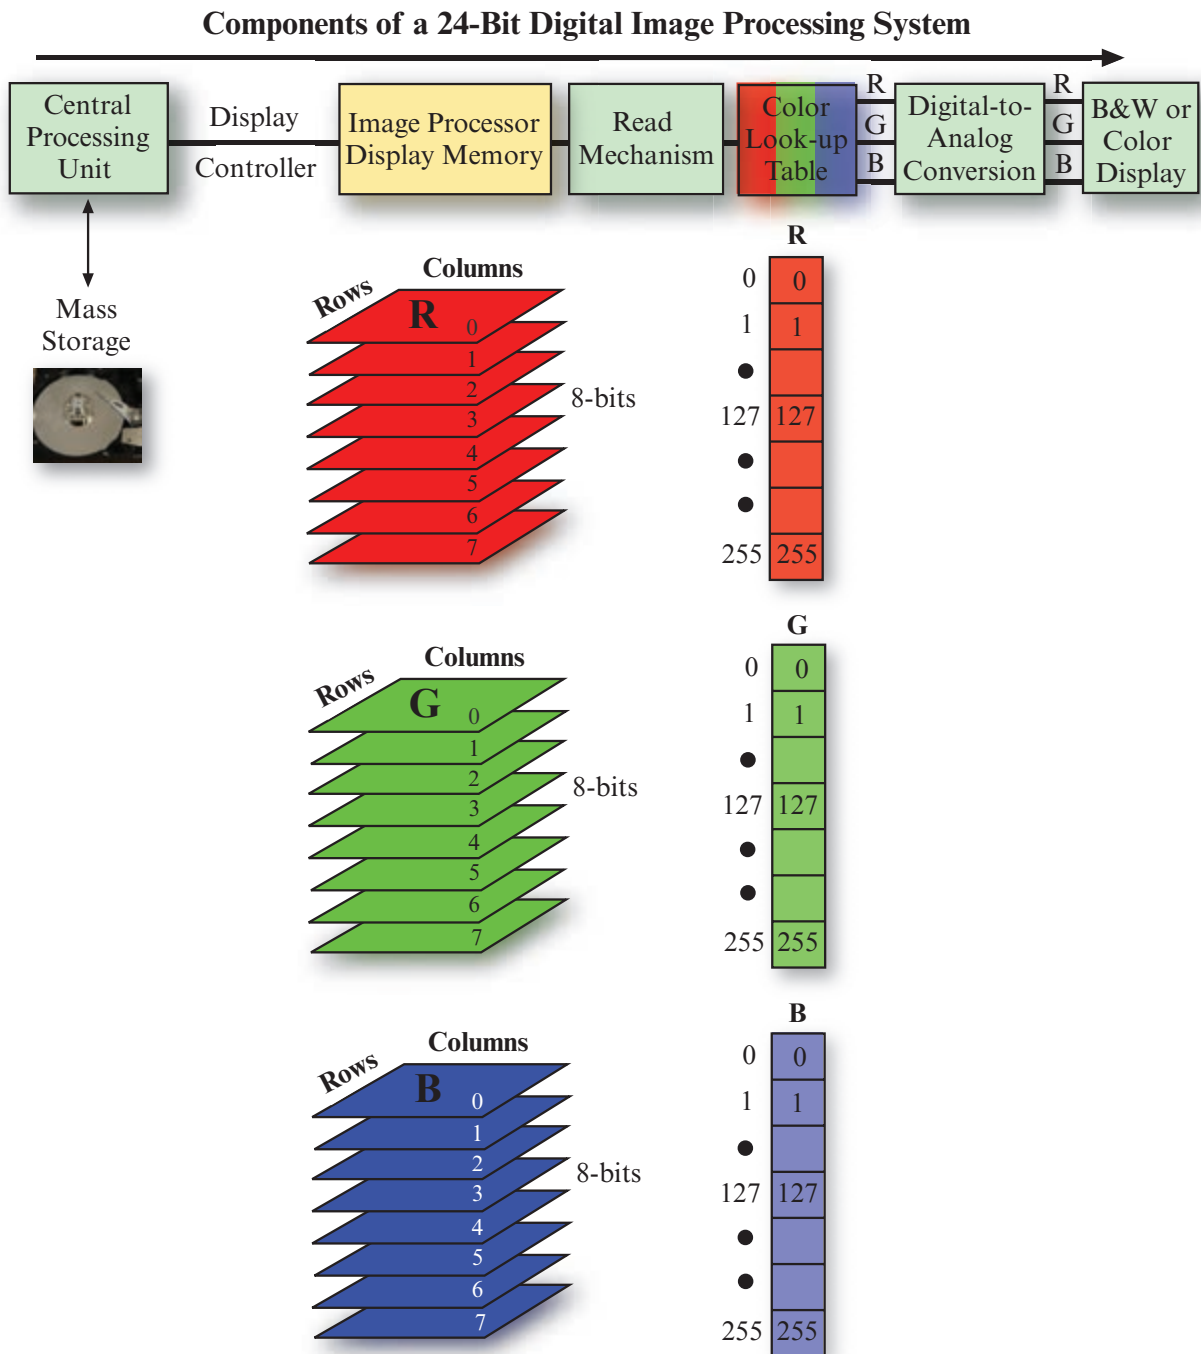 Components of a 24-Bit Digital Image Processing System
Central
Processing
Unit
Display
Controller
Image Processor
Display Memory
Read
Mechanism
Color
Look-up
Table
R
G
B
Digital-to-
Analog
Conversion
R
G
B
B&W or
Color
Display
Mass
Storage
Rows
Columns
R
0
1
2
3
4
5
6
7
8-bits
R
0 0
1 1
127 127
255 255
Rows
Columns
G
0
1
2
3
4
5
6
7
8-bits
G
0 0
1 1
127 127
255 255
Rows
Columns
B
0
1
2
3
4
5
6
7
8-bits
B
0 0
1 1
127 127
255 255